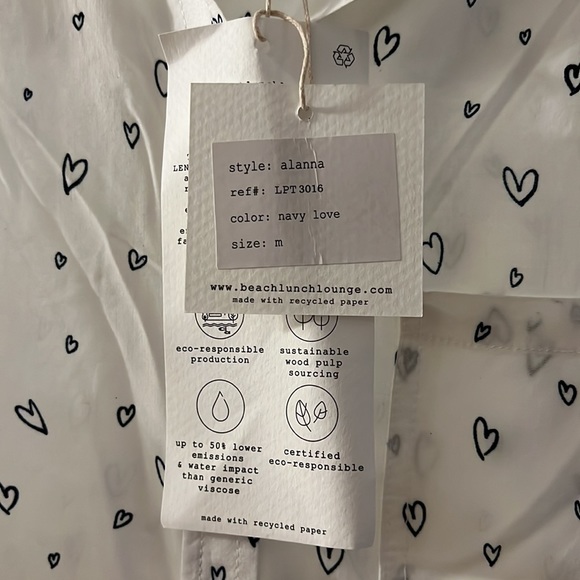 style: alanna
ref#: LPT3016
color: navy love
size: m
www.beachlunchlounge.com
made with recycled paper
LEN
fa
eco-responsible
production
sustainable
wood pulp
sourcing
up to 50% lower
emissions
& water impact
than generic
viscose
certified
eco-responsible
made with recycled paper